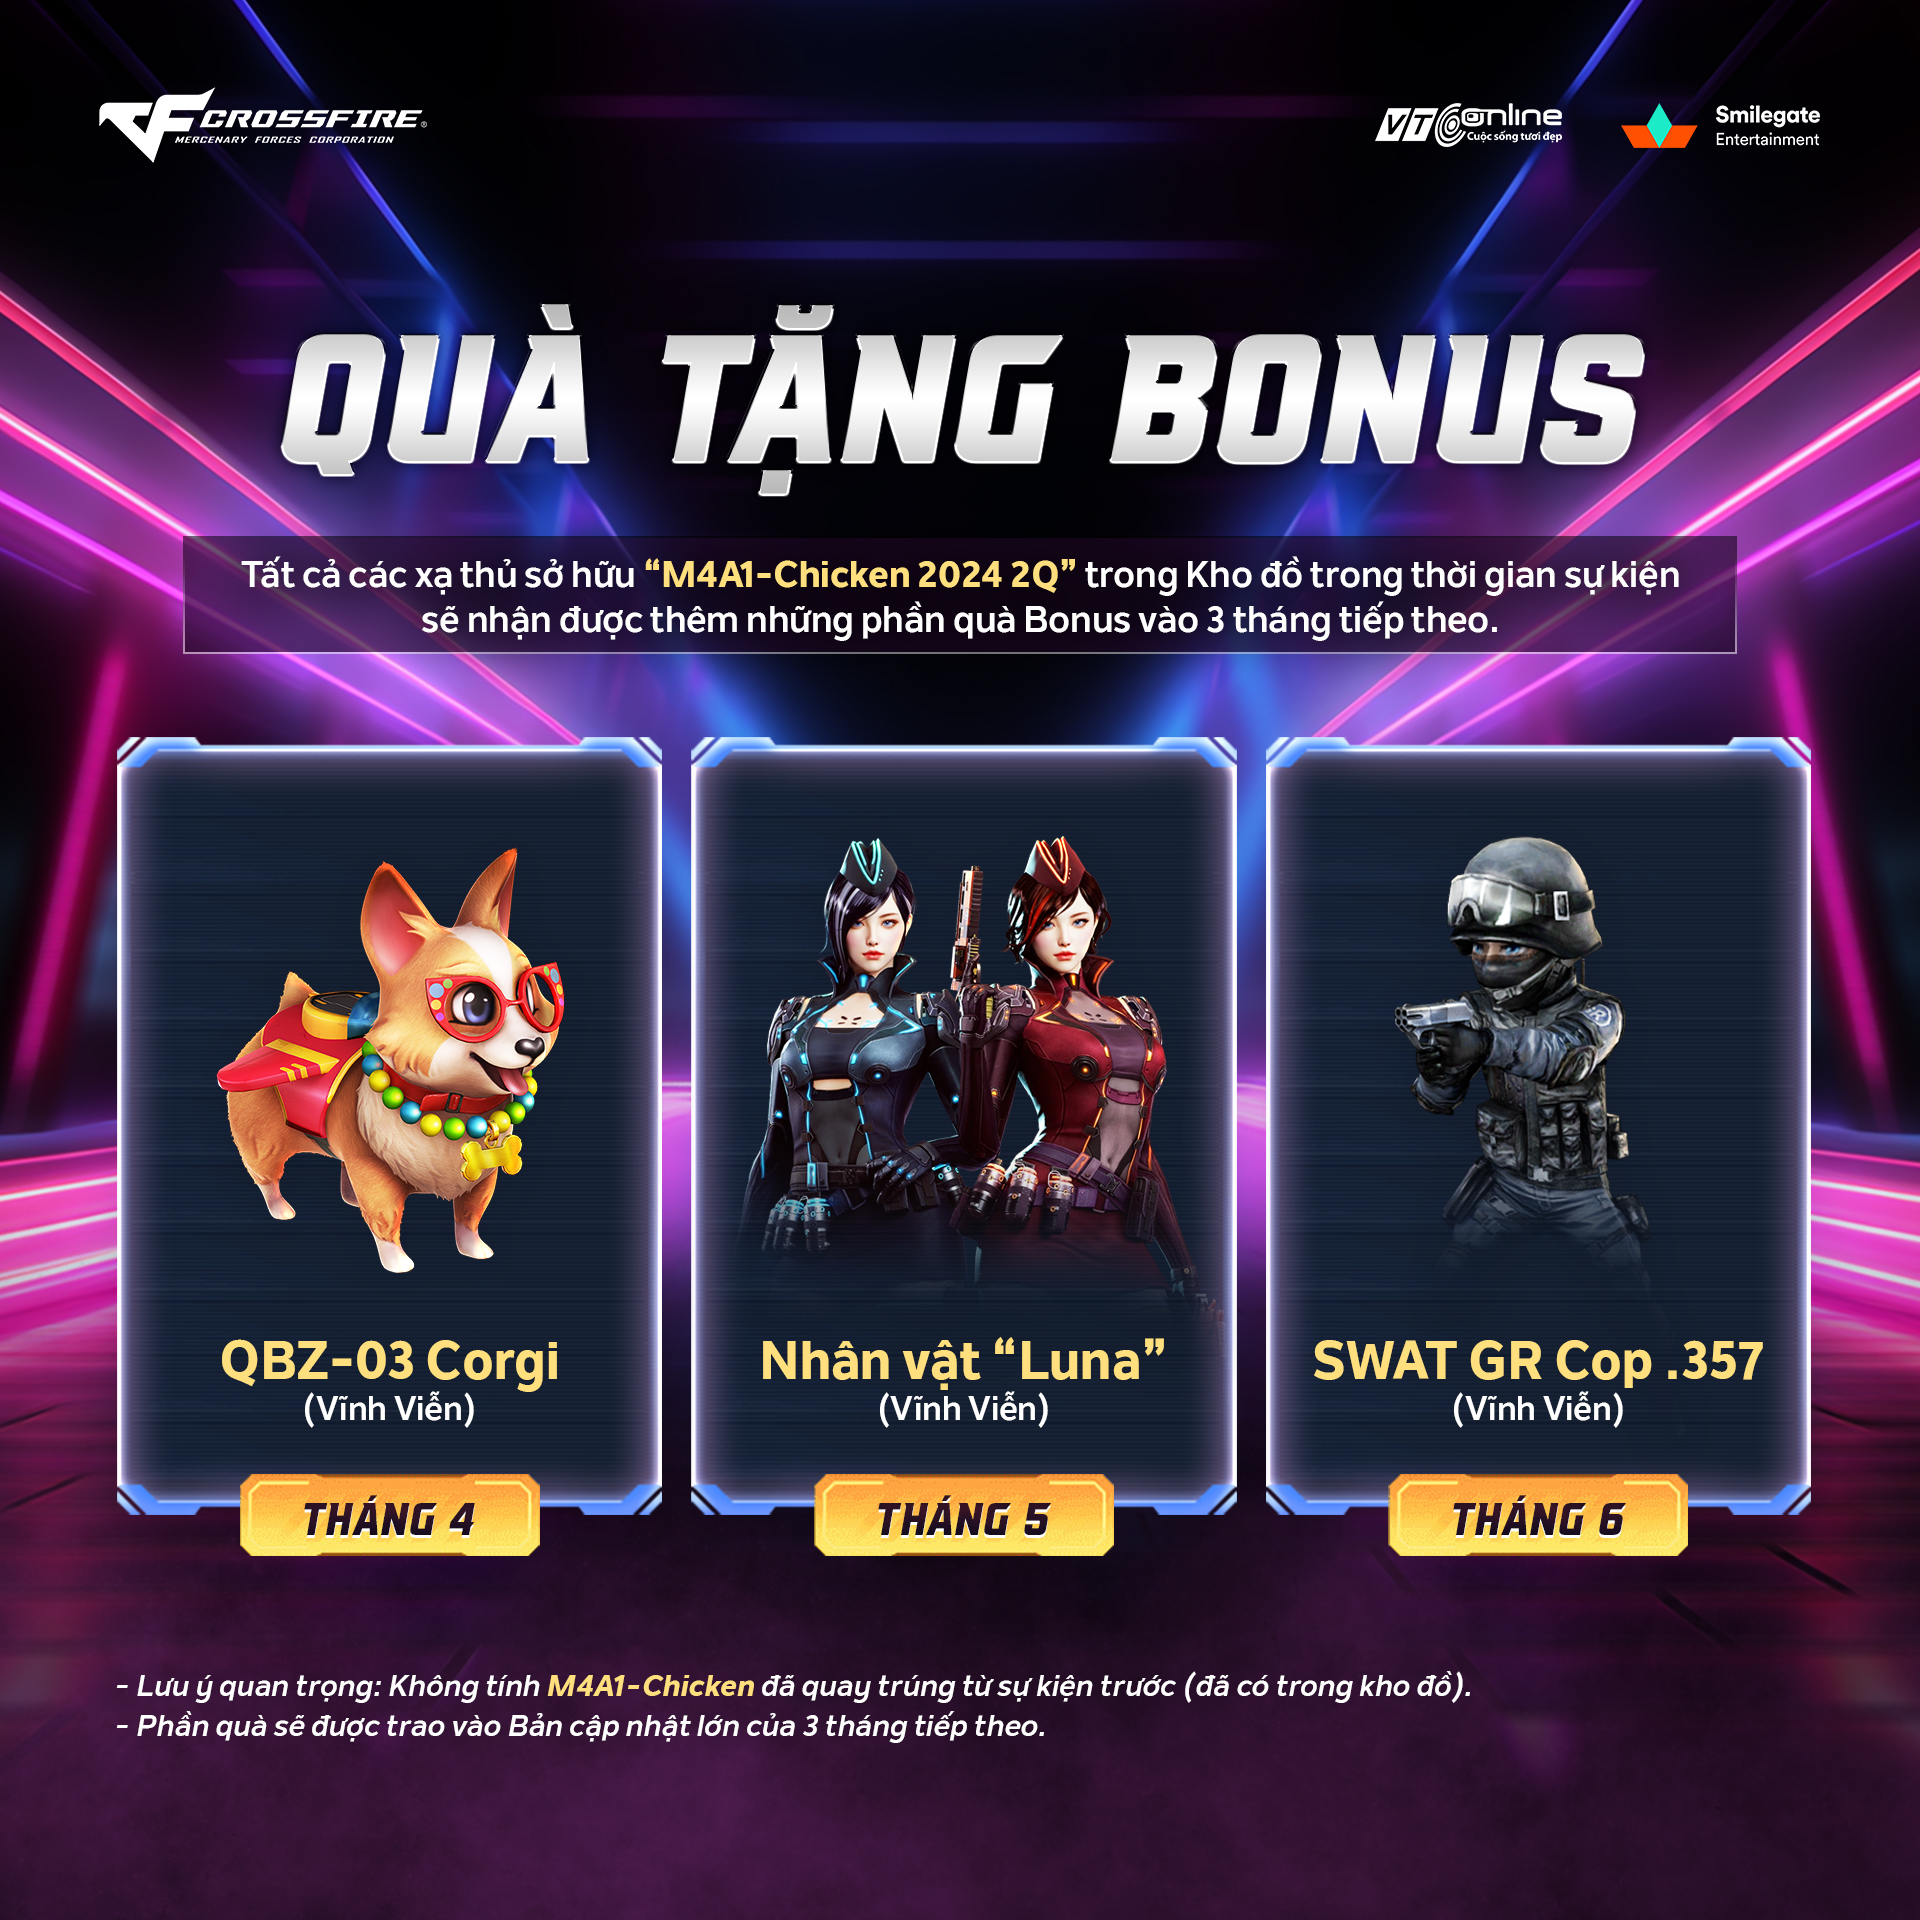 CROSSFIRE®
MERCENARY FORCES CORPORATION
VTC online
Cuộc sống tươi đẹp
Smilegate
Entertainment
QUÀ TẶNG BONUS
Tất cả các xạ thủ sở hữu “M4A1-Chicken 2024 2Q” trong Kho đồ trong thời gian sự kiện
sẽ nhận được thêm những phần quà Bonus vào 3 tháng tiếp theo.
QBZ-03 Corgi
(Vĩnh Viễn)
THÁNG 4
Nhân vật “Luna”
(Vĩnh Viễn)
THÁNG 5
SWAT GR Cop .357
(Vĩnh Viễn)
THÁNG 6
- Lưu ý quan trọng: Không tính M4A1-Chicken đã quay trúng từ sự kiện trước (đã có trong kho đồ).
- Phần quà sẽ được trao vào Bản cập nhật lớn của 3 tháng tiếp theo.